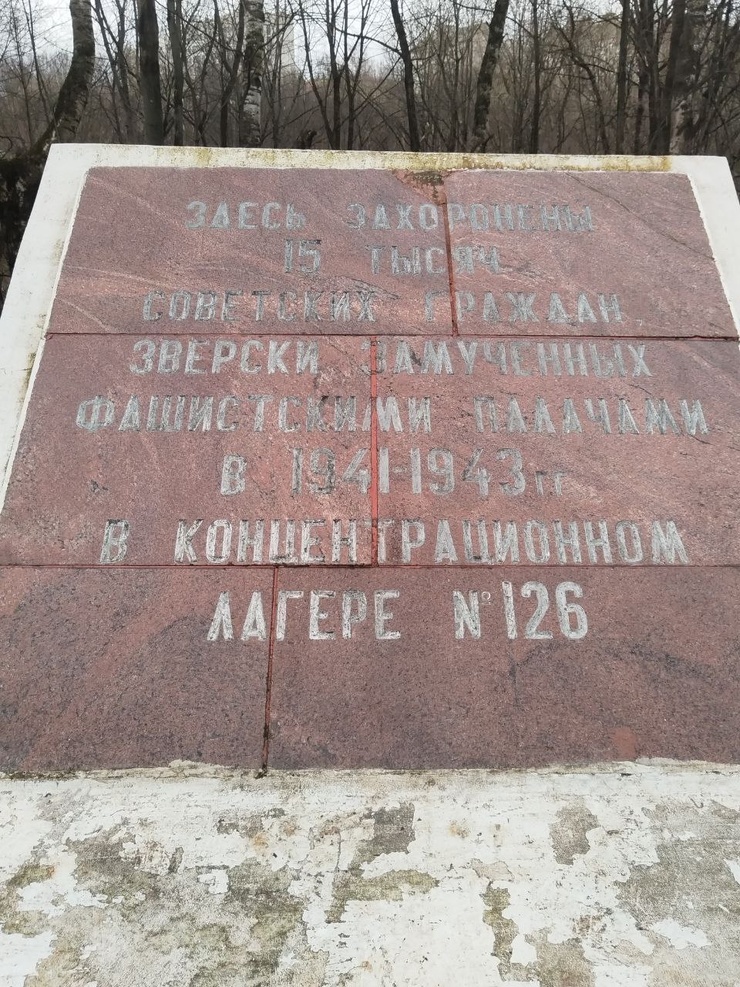 ЗДЕСЬ ЗАХОРОНЕНЫ
15 ТЫСЯЧ
СОВЕТСКИХ ГРАЖДАН
ЗВЕРСКИ ЗАМУЧЕННЫХ
ФАШИСТСКИМИ ПАЛАЧАМИ
В 1941-1943 гг
В КОНЦЕНТРАЦИОННОМ
ЛАГЕРЕ №126